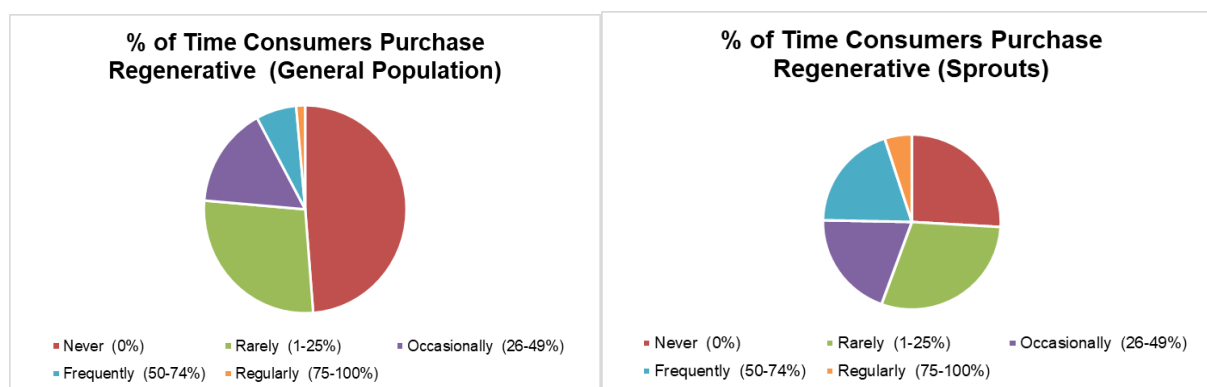 % of Time Consumers Purchase
Regenerative (General Population)
Never (0%)
Rarely (1-25%)
Occasionally (26-49%)
Frequently (50-74%)
Regularly (75-100%)
% of Time Consumers Purchase
Regenerative (Sprouts)
Never (0%)
Rarely (1-25%)
Occasionally (26-49%)
Frequently (50-74%)
Regularly (75-100%)